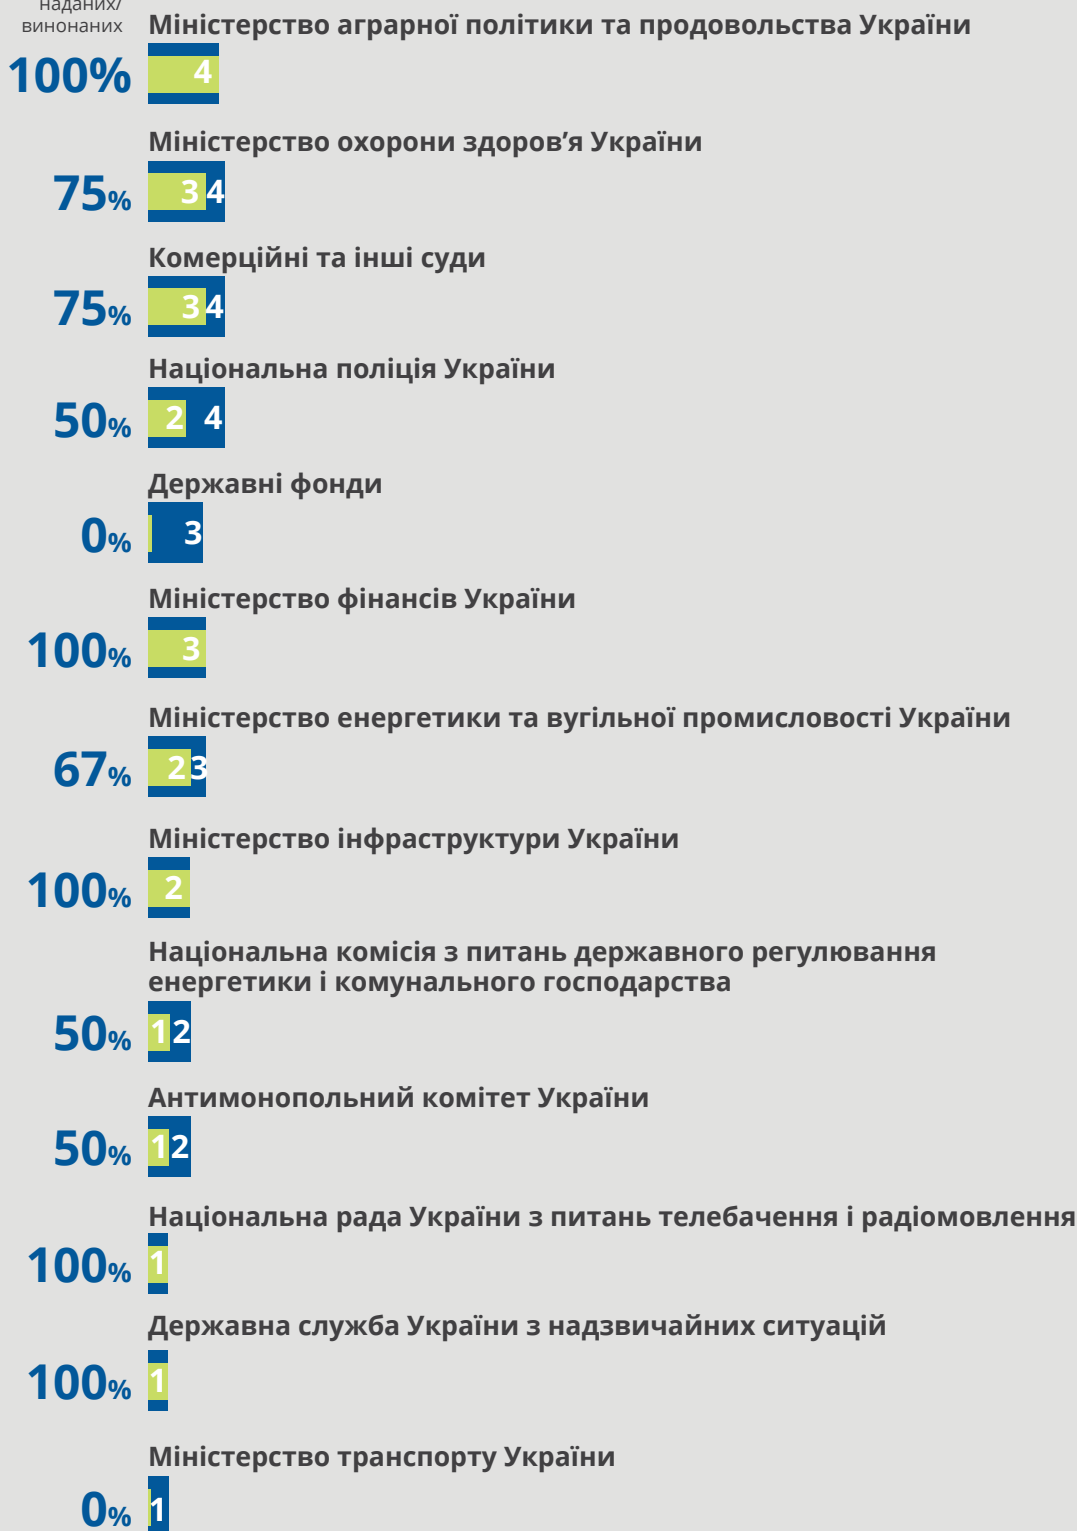 наданих/
винонаних
Міністерство аграрної політики та продовольства України
100%
4
Міністерство охорони здоров’я України
75%
3 4
Комерційні та інші суди
75%
3 4
Національна поліція України
50%
2 4
Державні фонди
0%
3
Міністерство фінансів України
100%
3
Міністерство енергетики та вугільної промисловості України
67%
2 3
Міністерство інфраструктури України
100%
2
Національна комісія з питань державного регулювання
енергетики і комунального господарства
50%
1 2
Антимонопольний комітет України
50%
1 2
Національна рада України з питань телебачення і радіомовлення
100%
1
Державна служба України з надзвичайних ситуацій
100%
1
Міністерство транспорту України
0%
1